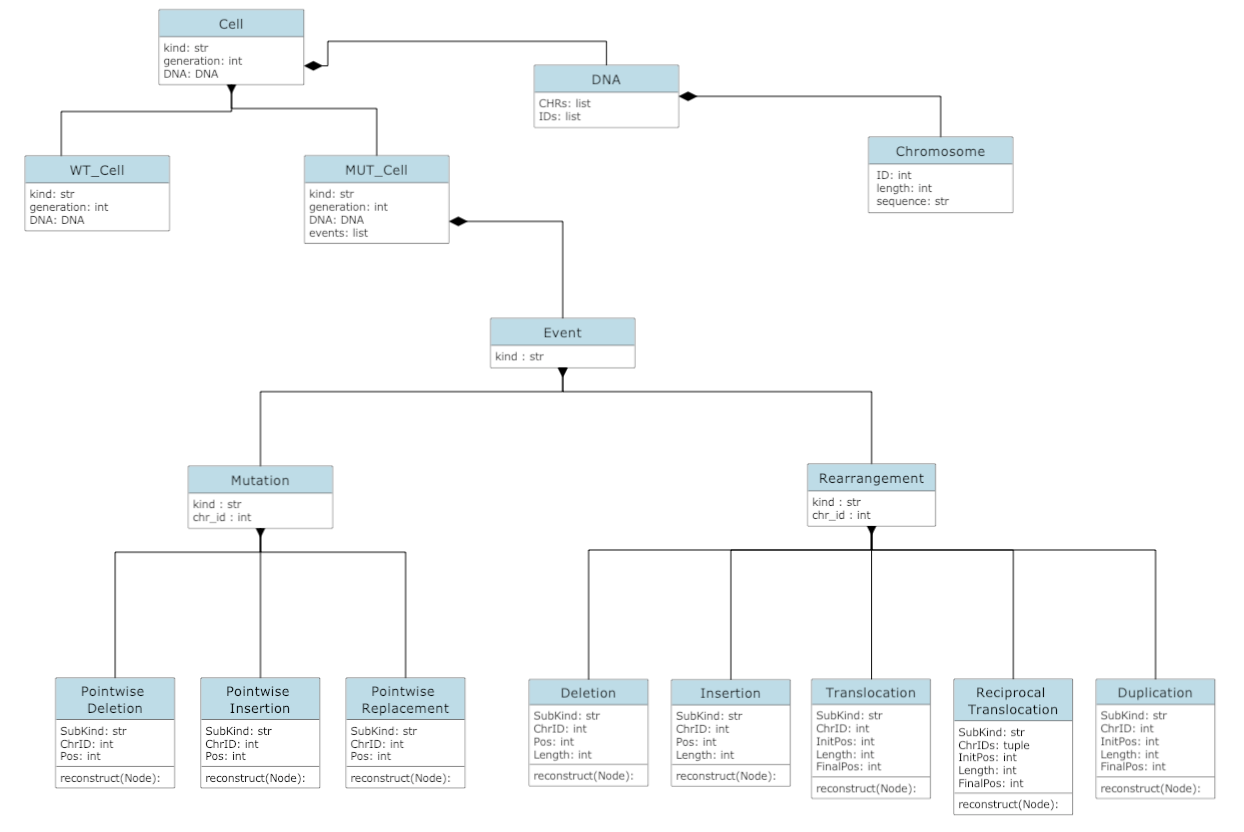 Cell
kind: str
generation: int
DNA: DNA
DNA
CHRs: list
IDs: list
Chromosome
ID: int
length: int
sequence: str
WT_Cell
kind: str
generation: int
DNA: DNA
MUT_Cell
kind: str
generation: int
DNA: DNA
events: list
Event
kind : str
Mutation
kind : str
chr_id : int
Rearrangement
kind : str
chr_id : int
Pointwise
Deletion
SubKind: str
ChrID: int
Pos: int
reconstruct(Node):
Pointwise
Insertion
SubKind: str
ChrID: int
Pos: int
reconstruct(Node):
Pointwise
Replacement
SubKind: str
ChrID: int
Pos: int
reconstruct(Node):
Deletion
SubKind: str
ChrID: int
Pos: int
Length: int
reconstruct(Node):
Insertion
SubKind: str
ChrID: int
Pos: int
Length: int
reconstruct(Node):
Translocation
SubKind: str
ChrID: int
InitPos: int
Length: int
FinalPos: int
reconstruct(Node):
Reciprocal
Translocation
SubKind: str
ChrIDs: tuple
InitPos: int
Length: int
FinalPos: int
reconstruct(Node):
Duplication
SubKind: str
ChrID: int
InitPos: int
Length: int
FinalPos: int
reconstruct(Node):